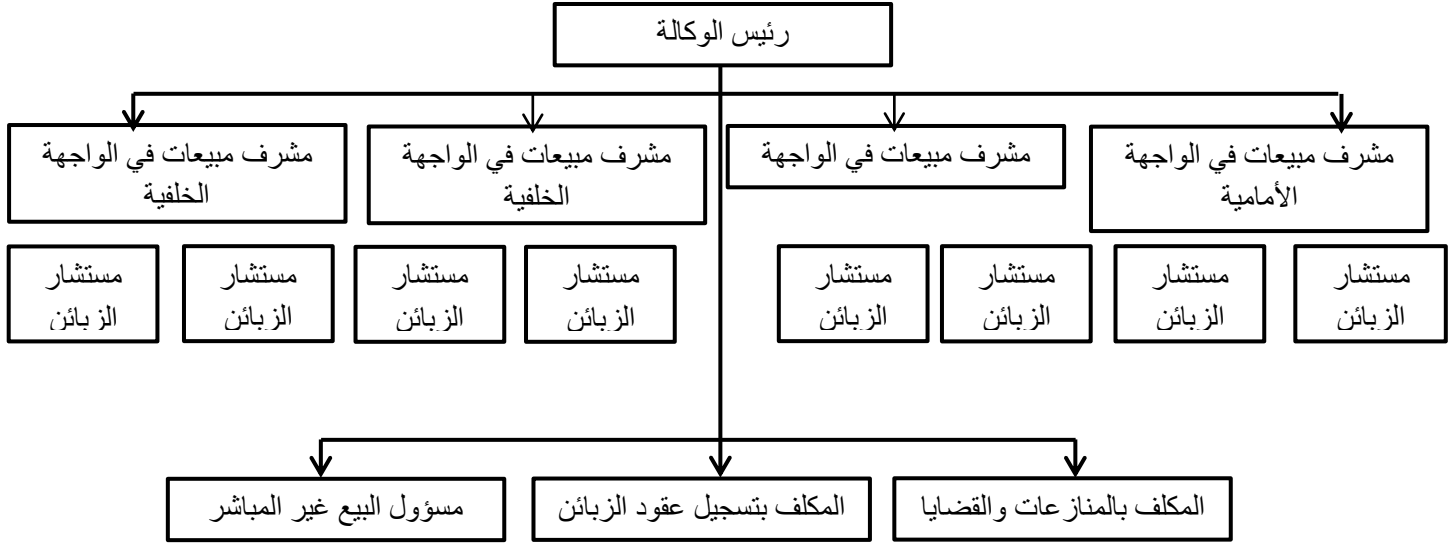 رئيس الوكالة
مشرف مبيعات في الواجهة
الأمامية
مشرف مبيعات في الواجهة
مشرف مبيعات في الواجهة
الخلفية
مشرف مبيعات في الواجهة
الخلفية
مستشار
الزبائن
مستشار
الزبائن
مستشار
الزبائن
مستشار
الزبائن
مستشار
الزبائن
مستشار
الزبائن
مستشار
الزبائن
مستشار
الزبائن
المكلف بالمنازعات والقضايا
المكلف بتسجيل عقود الزبائن
مسؤول البيع غير المباشر